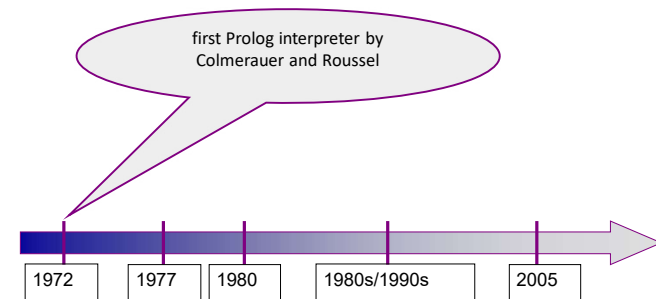 first Prolog interpreter by
Colmerauer and Roussel
1972
1977
1980
1980s/1990s
2005